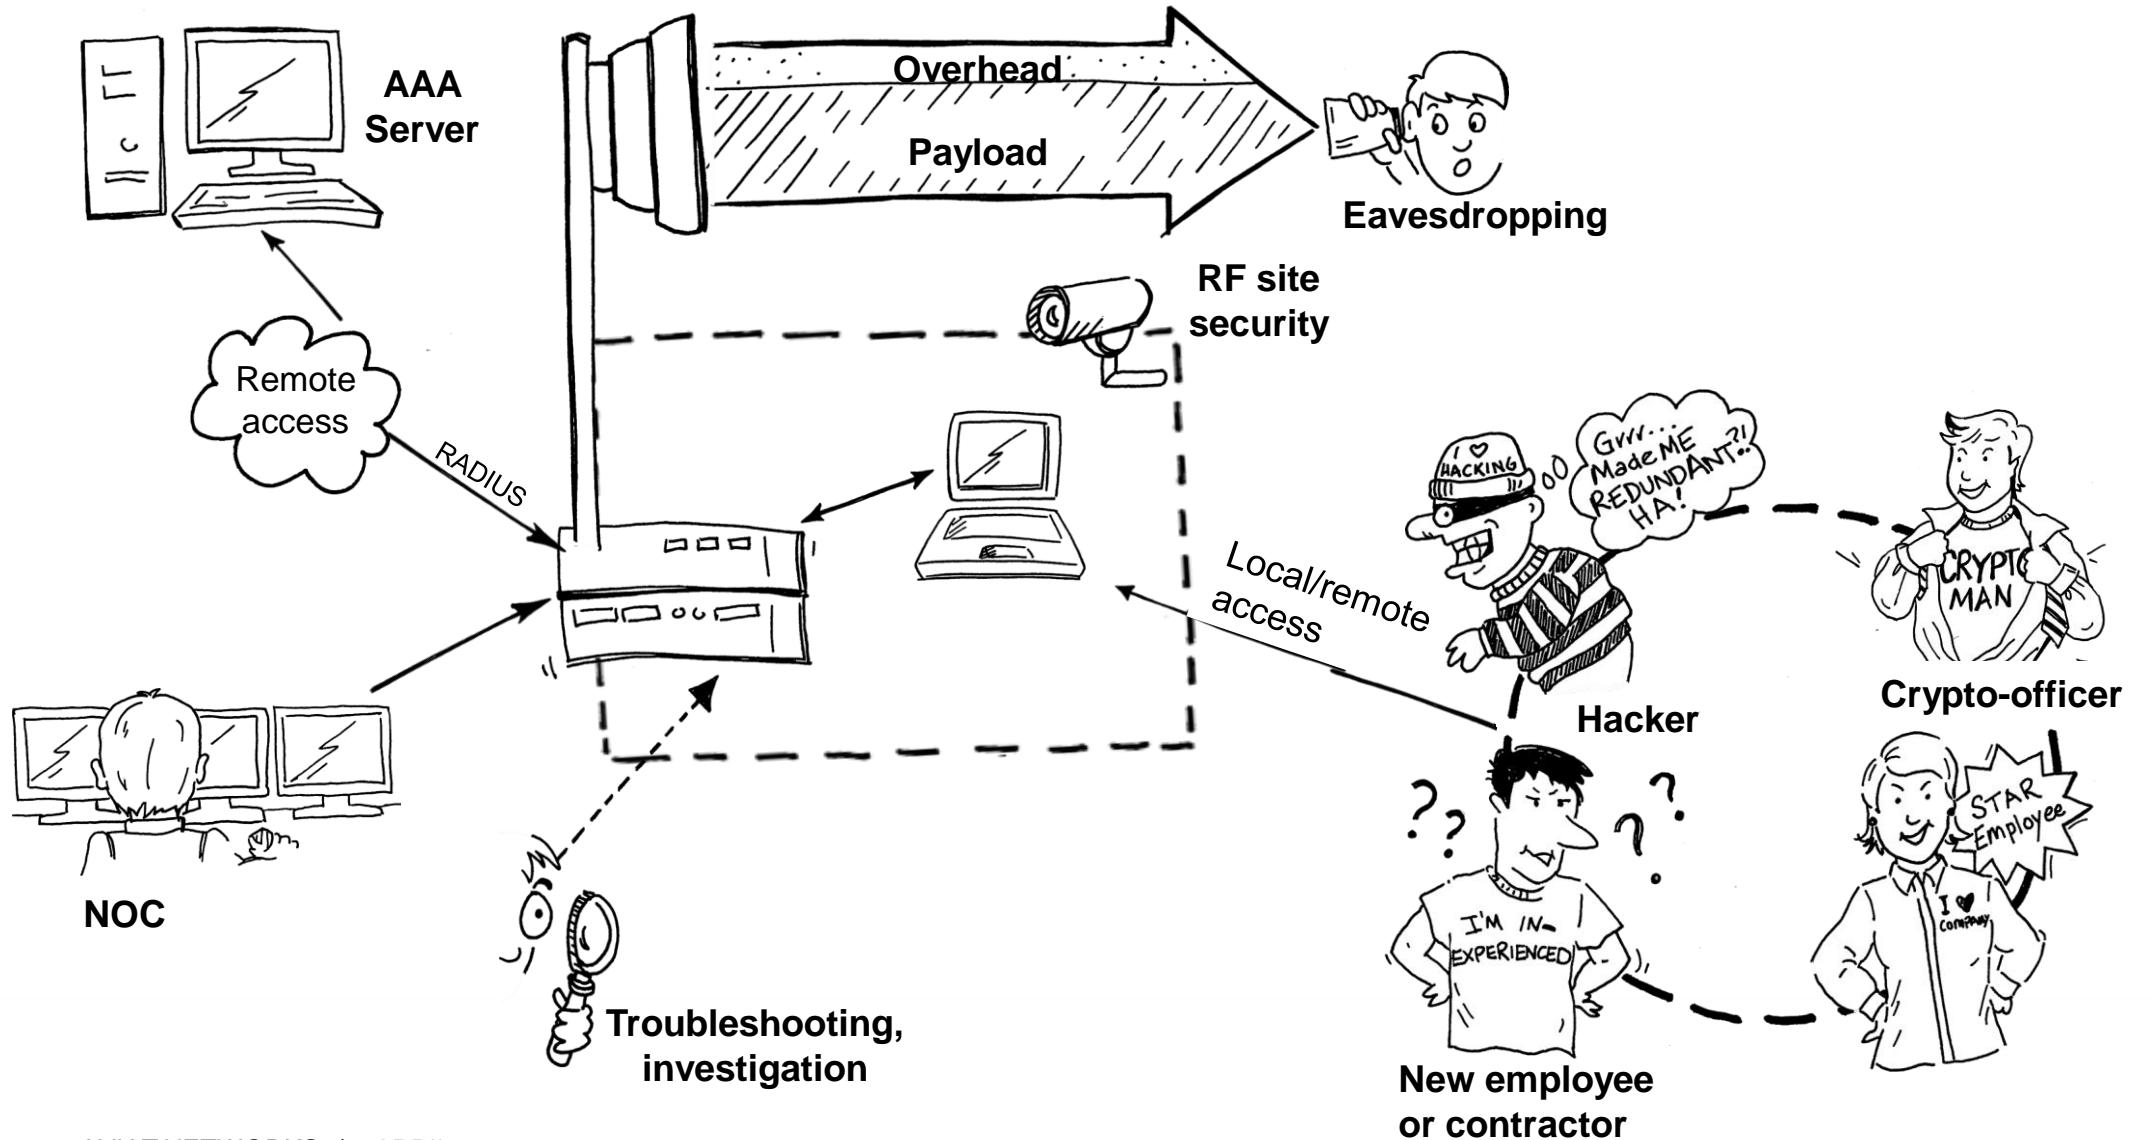 Overhead
Payload
AAA
Server
Eavesdropping
RF site
security
Remote
access
RADIUS
I ♥
HACKING
Grrr...
Made ME
REDUNDANT?!
HA!
CRYPTO
MAN
Local/remote
access
Hacker
Crypto-officer
NOC
? ?
? ?
STAR
Employee
I ♥
company
I'M IN-
EXPERIENCED
Troubleshooting,
investigation
New employee
or contractor